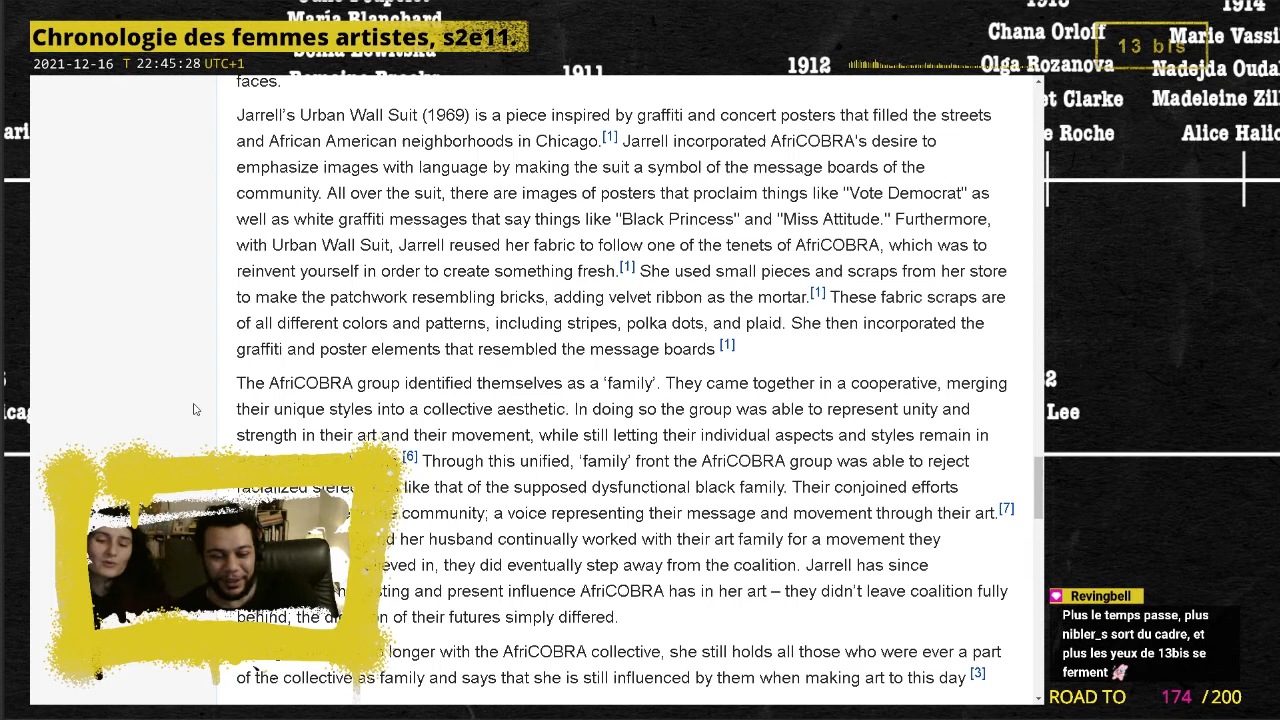 María Blanchard
Chronologie des femmes artistes, s2e11.
2021-12-16 T 22:45:28 UTC+1
1911
1912
1913
1914
Chana Orloff
Olga Rozanova
et Clarke
e Roche
13 bis
Marie Vassi
Nadejda Ouda
Madeleine Zil
Alice Halic
faces.
Jarrell's Urban Wall Suit (1969) is a piece inspired by graffiti and concert posters that filled the streets
and African American neighborhoods in Chicago.[1] Jarrell incorporated AfriCOBRA's desire to
emphasize images with language by making the suit a symbol of the message boards of the
community. All over the suit, there are images of posters that proclaim things like "Vote Democrat" as
well as white graffiti messages that say things like "Black Princess" and "Miss Attitude." Furthermore,
with Urban Wall Suit, Jarrell reused her fabric to follow one of the tenets of AfriCOBRA, which was to
reinvent yourself in order to create something fresh.[1] She used small pieces and scraps from her store
to make the patchwork resembling bricks, adding velvet ribbon as the mortar.[1] These fabric scraps are
of all different colors and patterns, including stripes, polka dots, and plaid. She then incorporated the
graffiti and poster elements that resembled the message boards [1]
The AfriCOBRA group identified themselves as a ‘family’. They came together in a cooperative, merging
their unique styles into a collective aesthetic. In doing so the group was able to represent unity and
strength in their art and their movement, while still letting their individual aspects and styles remain in
[6] Through this unified, ‘family’ front the AfriCOBRA group was able to reject
like that of the supposed dysfunctional black family. Their conjoined efforts
community; a voice representing their message and movement through their art.[7]
d her husband continually worked with their art family for a movement they
eved in, they did eventually step away from the coalition. Jarrell has since
sting and present influence AfriCOBRA has in her art – they didn't leave coalition fully
behind, the n of their futures simply differed.
longer with the AfriCOBRA collective, she still holds all those who were ever a part
of the collective as family and says that she is still influenced by them when making art to this day [3]
Lee
Revingbell
Plus le temps passe, plus
nibler_s sort du cadre, et
plus les yeux de 13bis se
ferment
ROAD TO 174 / 200